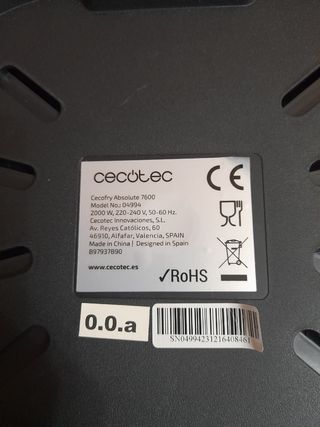 cecotec
CE
Cecofry Absolute 7600
Model No.: 04994
2000 W, 220-240 V, 50-60 Hz.
Cecotec Innovaciones, S.L.
Av. Reyes Católicos, 60
46910, Alfafar, Valencia, SPAIN
Made in China | Designed in Spain
B97937890
www.cecotec.es
✓RoHS
0.0.a
SN04994231216408461